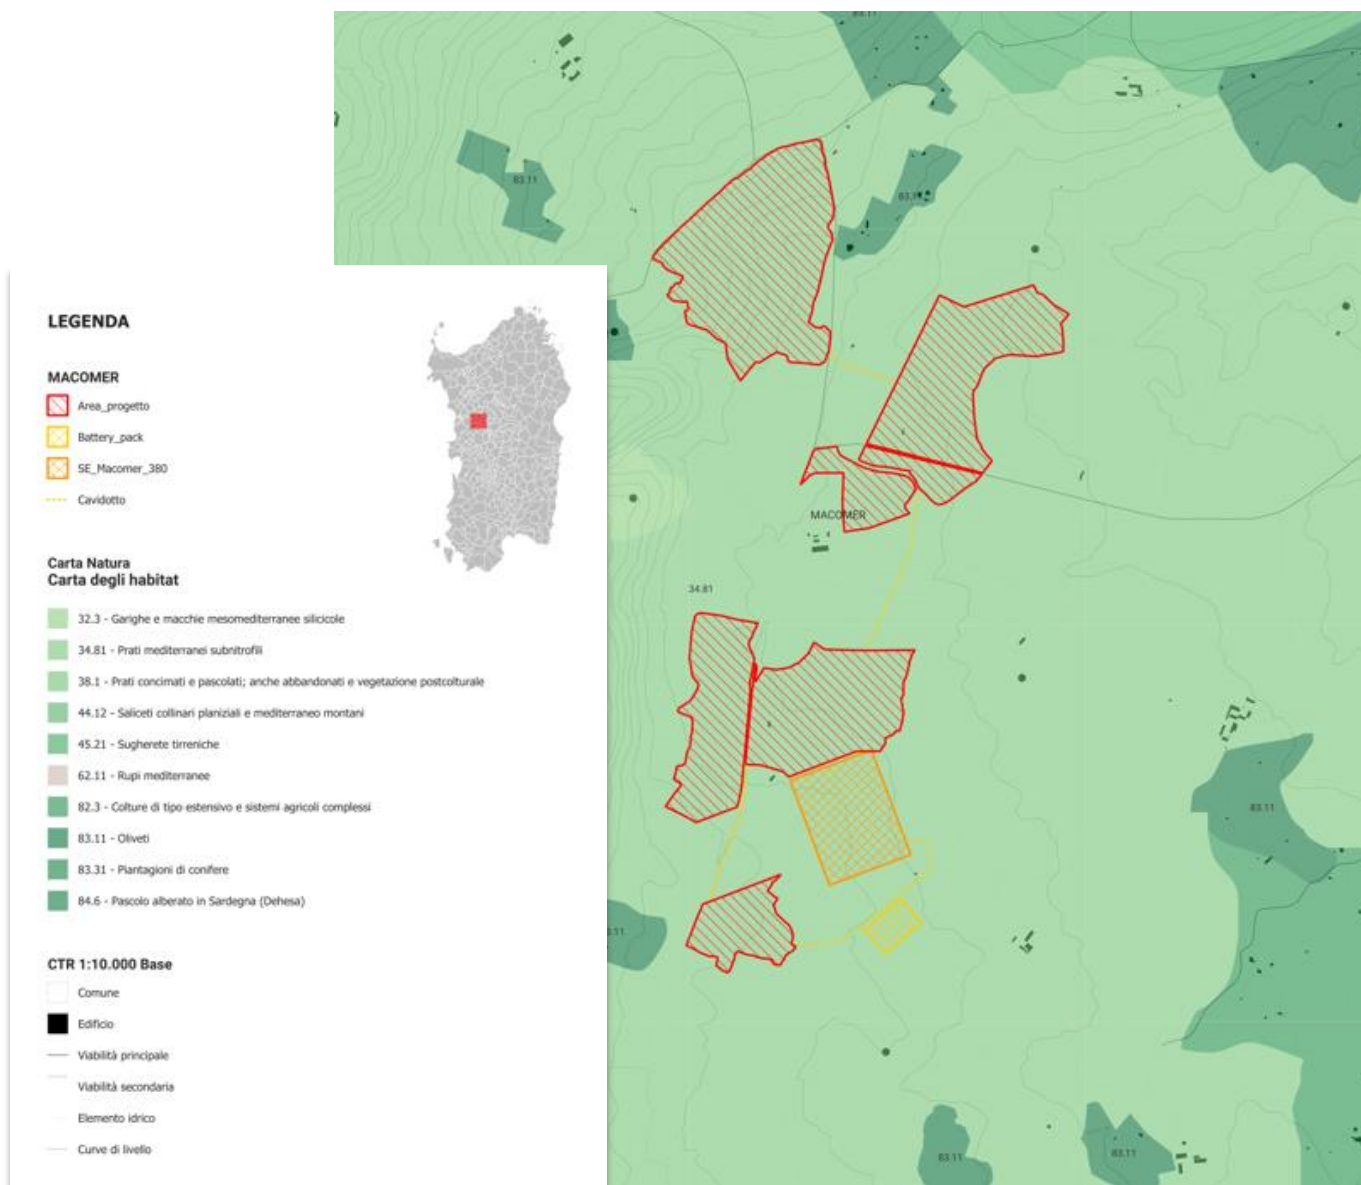 83.11
83.11
83.11
LEGENDA
MACOMER
Area_progetto
Battery_pack
SE_Macomer_380
Cavidotto
Carta Natura
Carta degli habitat
32.3 - Garighe e macchie mesomediterranee silicicole
34.81 - Prati mediterranei subnitrofili
38.1 - Prati concimati e pascolati; anche abbandonati e vegetazione postcolturale
44.12 - Saliceti collinari planiziali e mediterraneo montani
45.21 - Sugherete tirreniche
62.11 - Rupi mediterranee
82.3 - Colture di tipo estensivo e sistemi agricoli complessi
83.11 - Oliveti
83.31 - Piantagioni di conifere
84.6 - Pascolo alberato in Sardegna (Dehesa)
CTR 1:10.000 Base
Comune
Edificio
Viabilità principale
Viabilità secondaria
Elemento idrico
Curve di livello
MACOMER
34.81
83.11
83.11
83.11